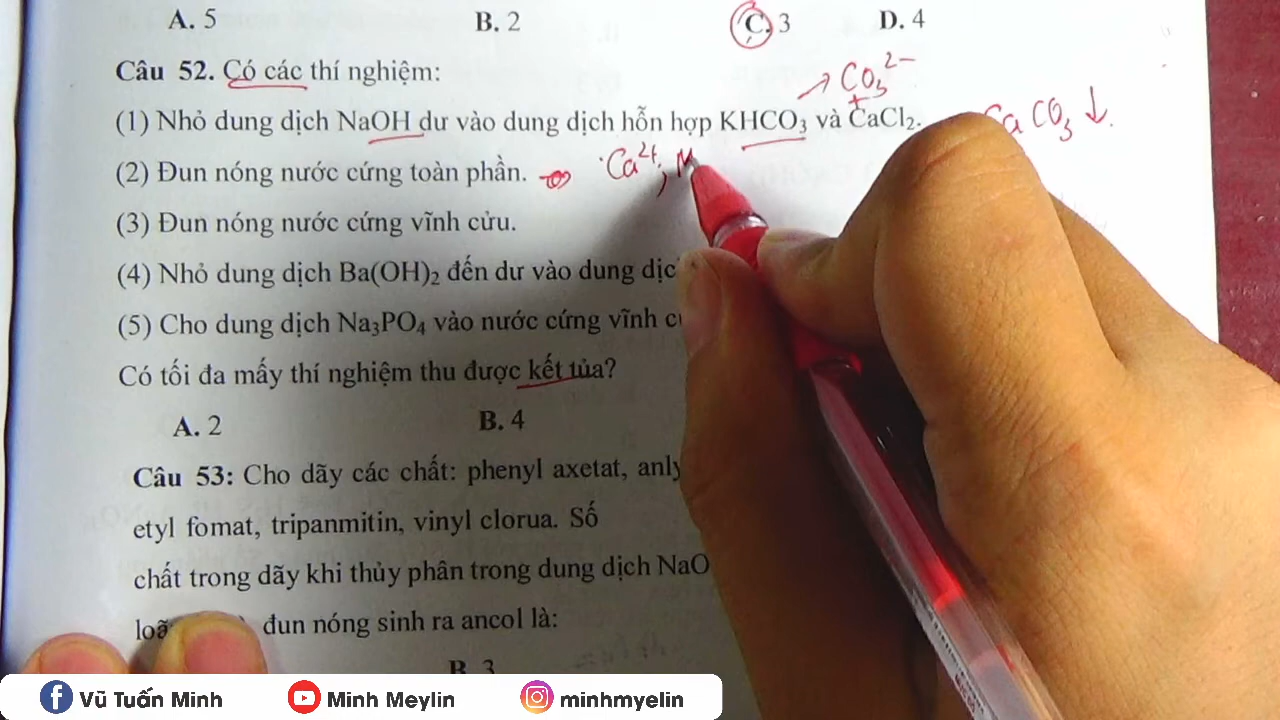 A. 5 B. 2 C. 3 D. 4
Câu 52. Có các thí nghiệm:
CO₃²⁻
(1) Nhỏ dung dịch NaOH dư vào dung dịch hỗn hợp KHCO₃ và CaCl₂. CaCO₃ ↓
(2) Đun nóng nước cứng toàn phần. Ca²⁺, M
(3) Đun nóng nước cứng vĩnh cửu.
(4) Nhỏ dung dịch Ba(OH)₂ đến dư vào dung
(5) Cho dung dịch Na₃PO₄ vào nước cứng vĩnh
Có tối đa mấy thí nghiệm thu được kết tủa?
A. 2 B. 4
Câu 53: Cho dãy các chất: phenyl axetat,
etyl fomat, tripanmitin, vinyl clorua. Số
chất trong dãy khi thủy phân trong dung dịch
đun nóng sinh ra ancol là:
B. 3
Vũ Tuấn Minh Minh Meylin minhmyelin